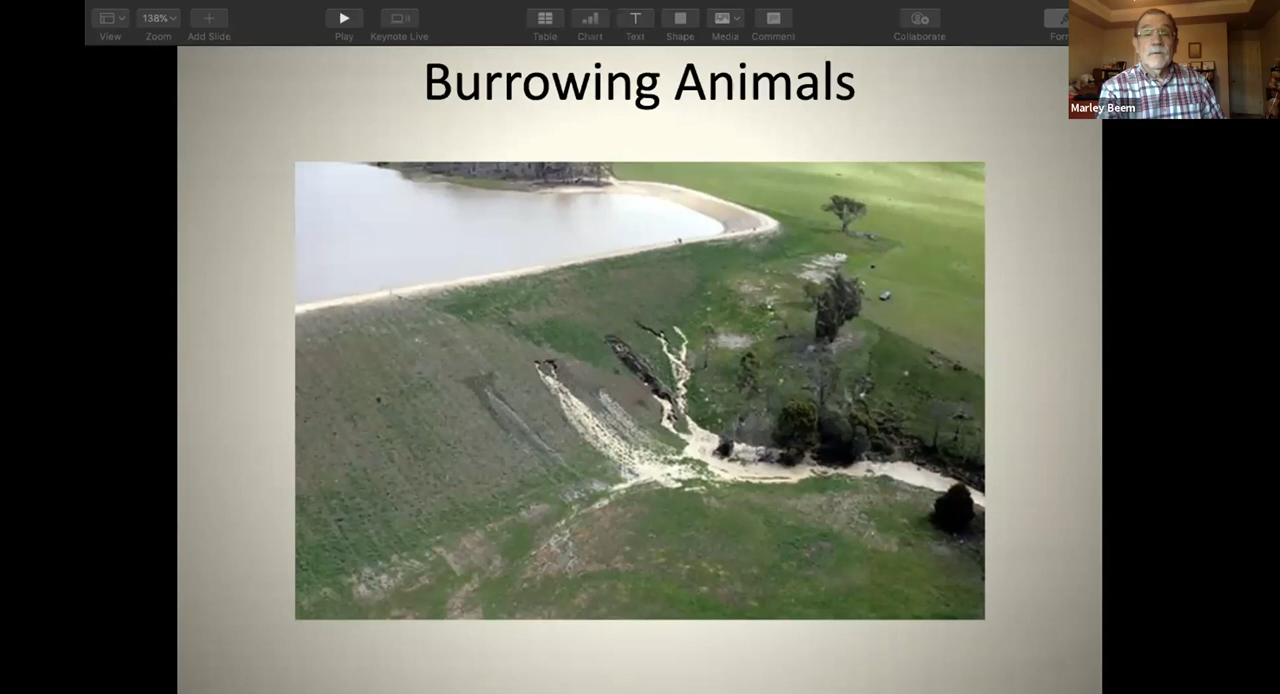 View
138%
Zoom
Add Slide
Play
Keynote Live
Table
Chart
Text
Shape
Media
Comment
Collaborate
Marley Beem
Burrowing Animals